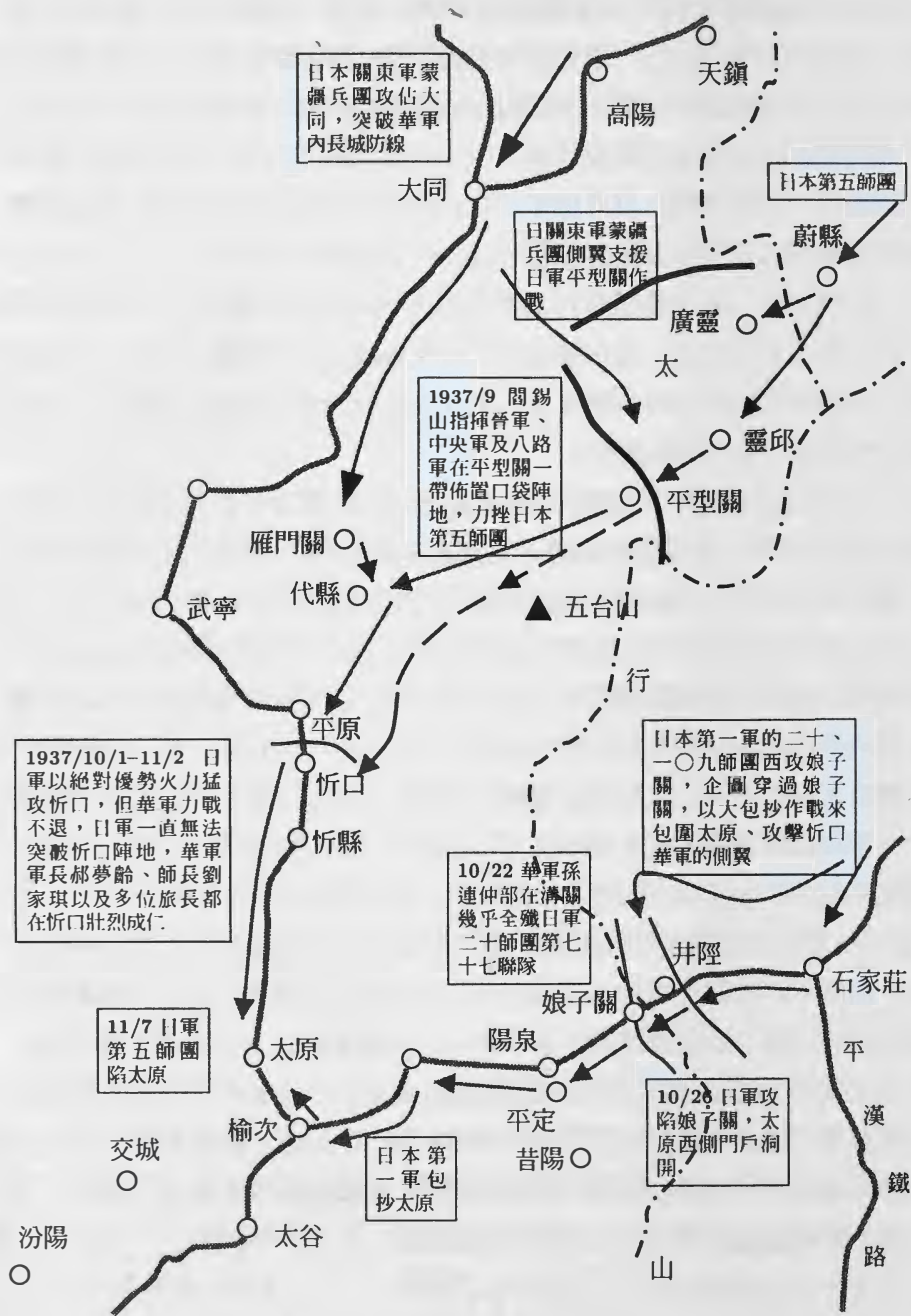 日本關東軍蒙
疆兵團攻佔大
同，突破華軍
內長城防線
天鎮
高陽
大同
日本第五師團
蔚縣
日關東軍蒙疆
兵團側翼支援
日軍平型關作
戰
廣靈
太
1937/9 閻錫
山指揮晉軍、
中央軍及八路
軍在平型關一
帶佈置口袋陣
地，力挫日本
第五師團
靈邱
平型關
雁門關
代縣
武寧
五台山
行
平原
忻口
忻縣
1937/10/1-11/2 日
軍以絕對優勢火力猛
攻忻口，但華軍力戰
不退，日軍一直無法
突破忻口陣地，華軍
軍長郝夢齡、師長劉
家琪以及多位旅長都
在忻口壯烈成仁
日本第一軍的二十、
一〇九師團西攻娘子
關，企圖穿過娘子
關，以大包抄作戰來
包圍太原、攻擊忻口
華軍的側翼
10/22 華軍孫
連仲部在溝關
幾乎全殲日軍
二十師團第七
十七聯隊
井陘
石家莊
娘子關
11/7 日軍
第五師團
陷太原
太原
陽泉
平定
榆次
交城
昔陽
日本第
一軍包
抄太原
10/26 日軍攻
陷娘子關，太
原西側門戶洞
開
平
漢
鐵
路
汾陽
太谷
山